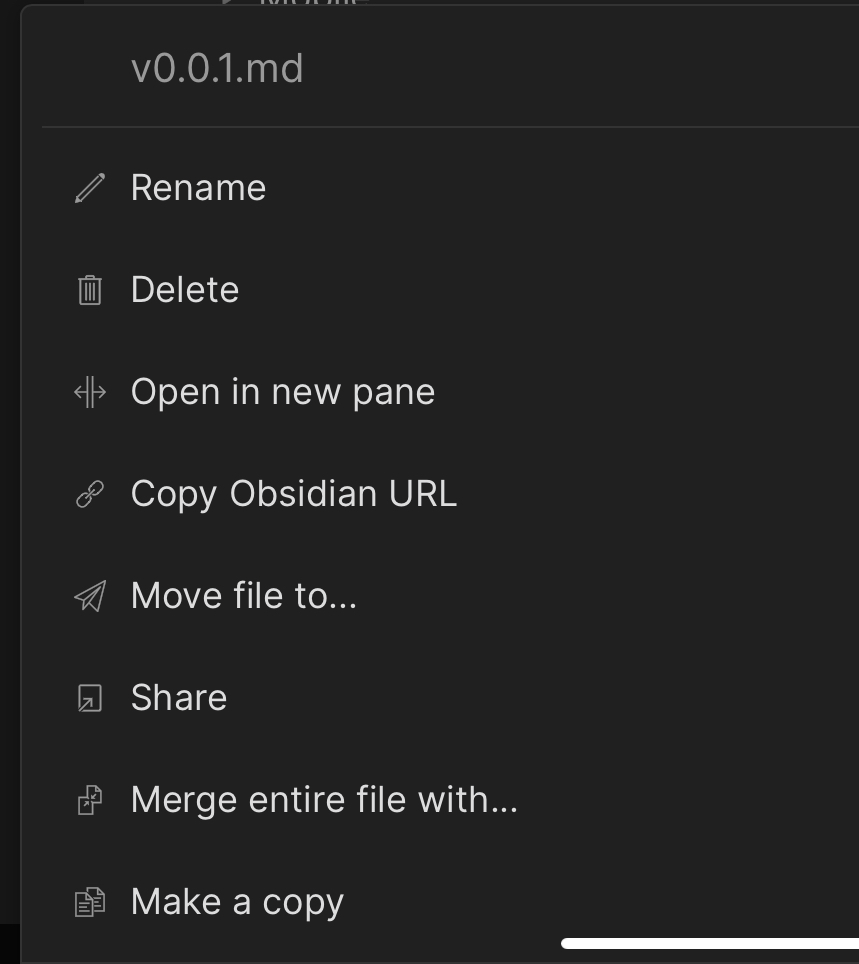 Mobile
v0.0.1.md
Rename
Delete
Open in new pane
Copy Obsidian URL
Move file to...
Share
Merge entire file with...
Make a copy